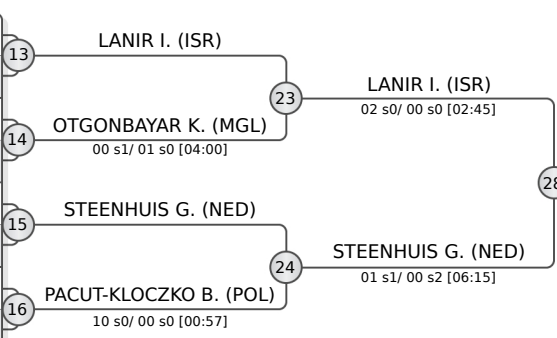 13
LANIR I. (ISR)
23
LANIR I. (ISR)
02 s0/ 00 s0 [02:45]
14
OTGONBAYAR K. (MGL)
00 s1/ 01 s0 [04:00]
28
15
STEENHUIS G. (NED)
24
STEENHUIS G. (NED)
01 s1/ 00 s2 [06:15]
16
PACUT-KLOCZKO B. (POL)
10 s0/ 00 s0 [00:57]